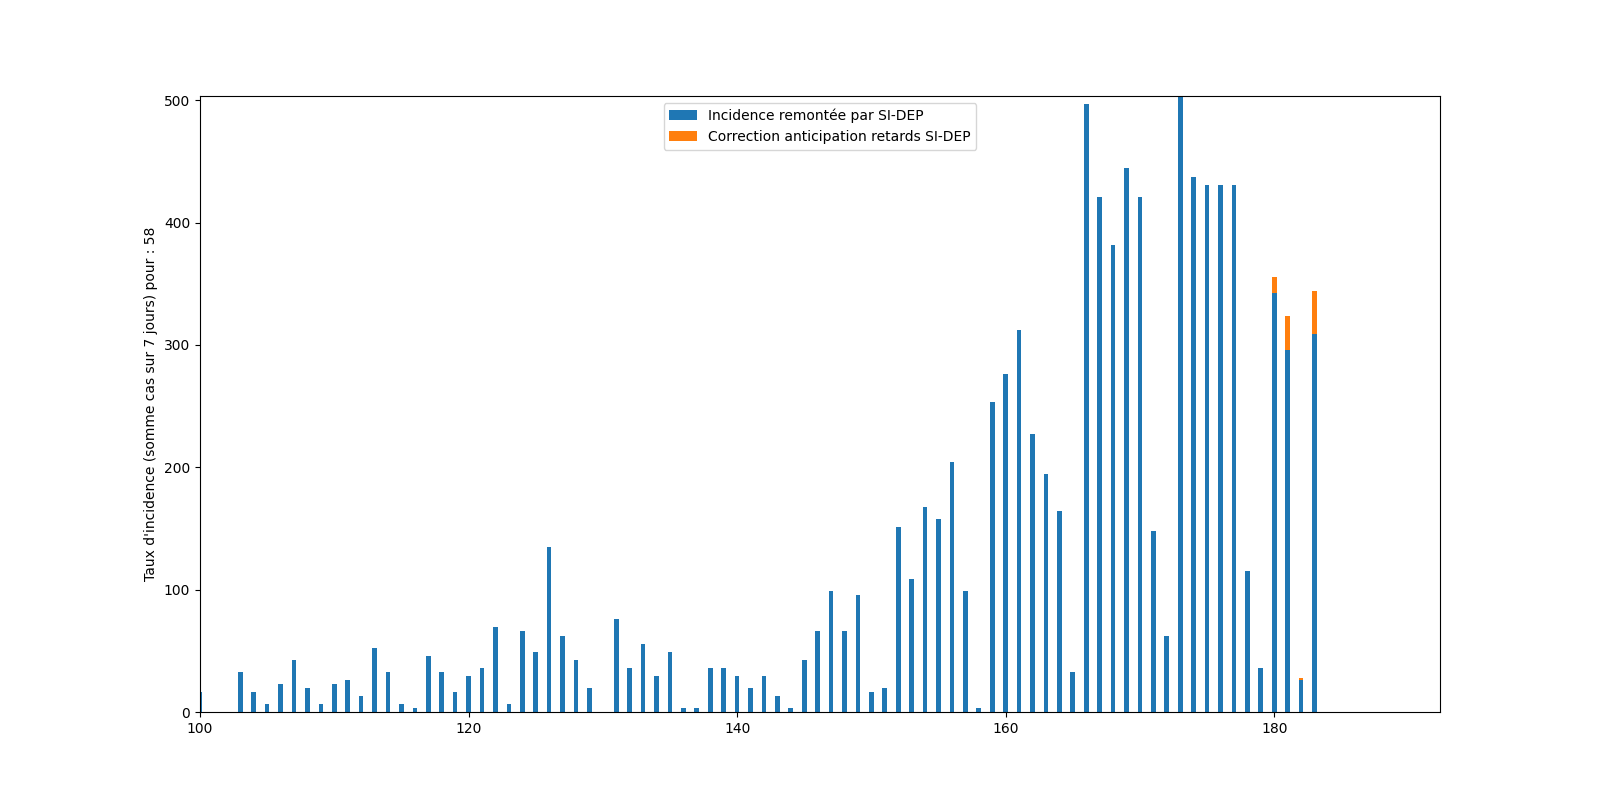 Incidence remontée par SI-DEP
Correction anticipation retards SI-DEP
Taux d'incidence (somme cas sur 7 jours) pour : 58
500
400
300
200
100
0
100 120 140 160 180